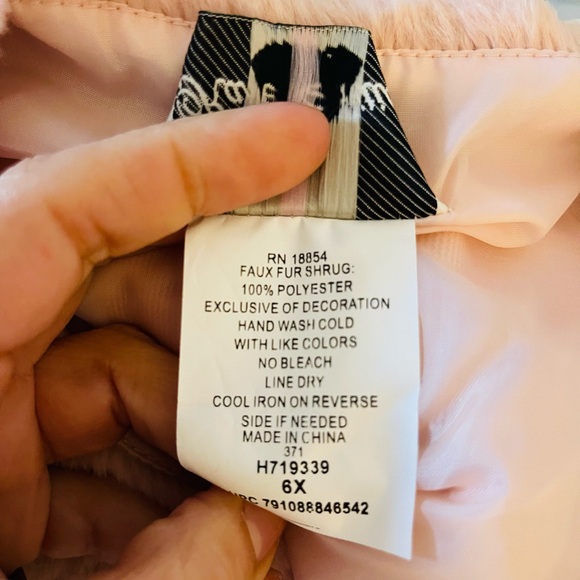 RN 18854
FAUX FUR SHRUG:
100% POLYESTER
EXCLUSIVE OF DECORATION
HAND WASH COLD
WITH LIKE COLORS
NO BLEACH
LINE DRY
COOL IRON ON REVERSE
SIDE IF NEEDED
MADE IN CHINA
371
H719339
6X
791088846542